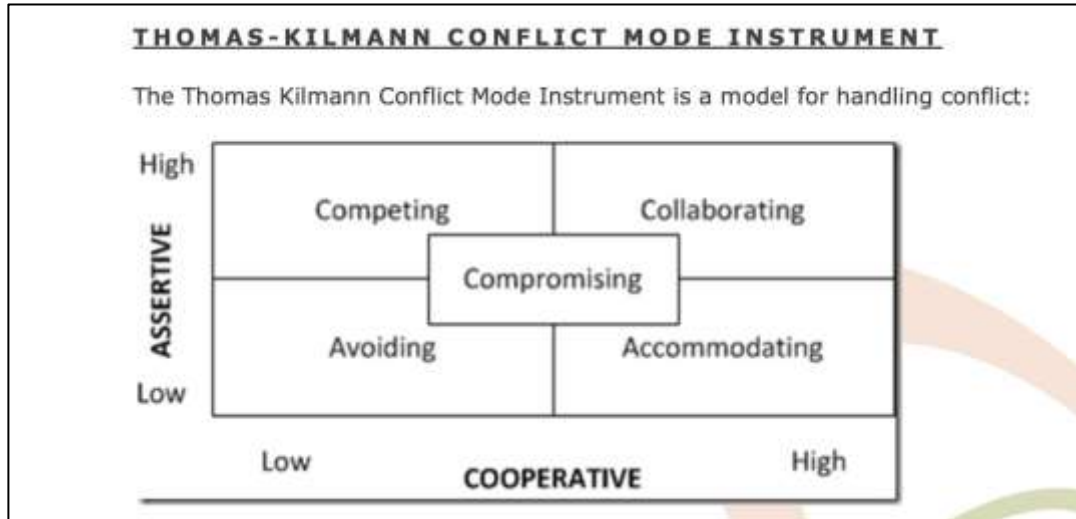 THOMAS-KILMANN CONFLICT MODE INSTRUMENT
The Thomas Kilmann Conflict Mode Instrument is a model for handling conflict:
High
Competing
Collaborating
ASSERTIVE
Compromising
Avoiding
Accommodating
Low
Low
COOPERATIVE
High